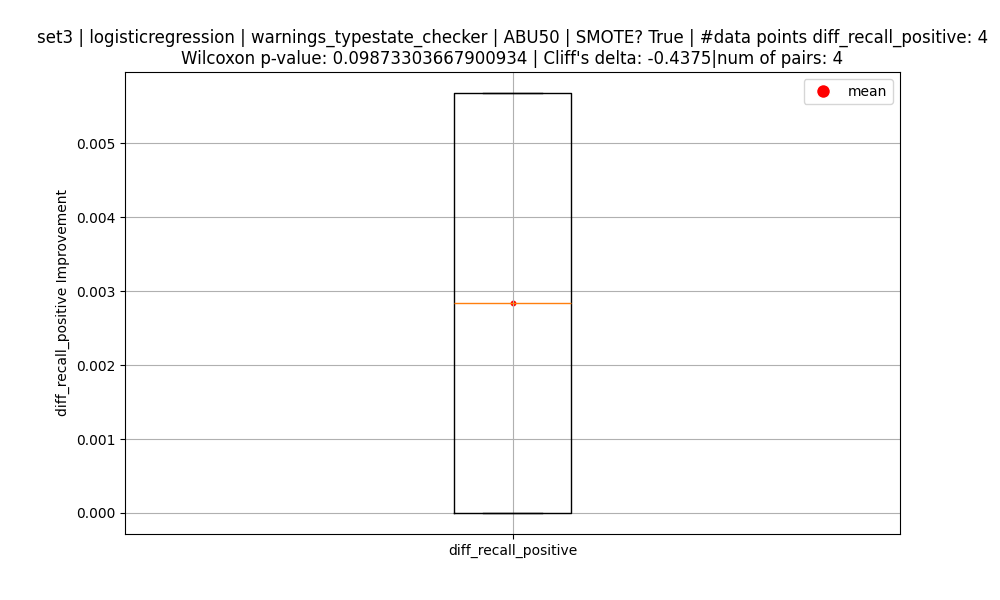 set3 | logisticregression | warnings_typestate_checker | ABU50 | SMOTE? True | #data points diff_recall_positive: 4
Wilcoxon p-value: 0.09873303667900934 | Cliff's delta: -0.4375|num of pairs: 4
mean
0.005
0.004
0.003
0.002
0.001
0.000
diff_recall_positive Improvement
diff_recall_positive